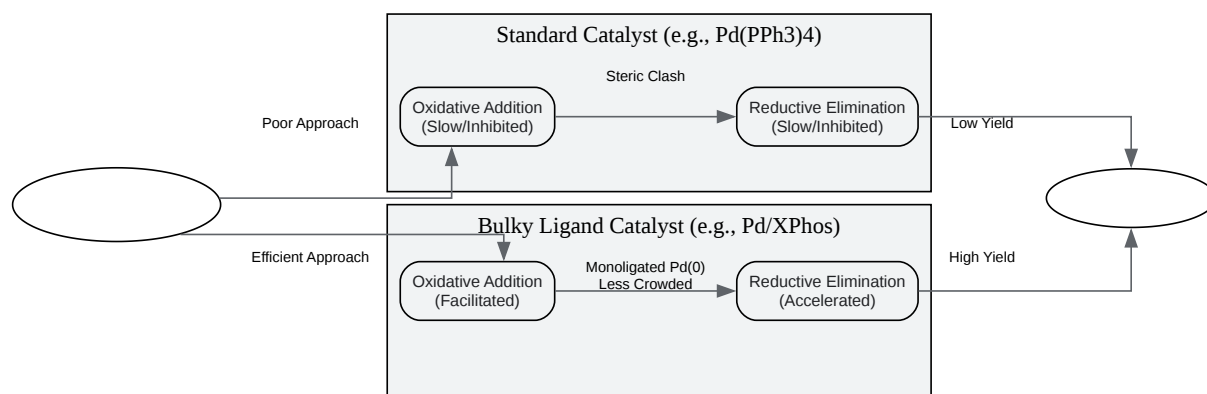 Standard Catalyst (e.g., Pd(PPh3)4)
Steric Clash
Oxidative Addition
(Slow/Inhibited)
Reductive Elimination
(Slow/Inhibited)
Poor Approach
Low Yield
Bulky Ligand Catalyst (e.g., Pd/XPhos)
Efficient Approach
High Yield
Monoligated Pd(0)
Less Crowded
Oxidative Addition
(Facilitated)
Reductive Elimination
(Accelerated)